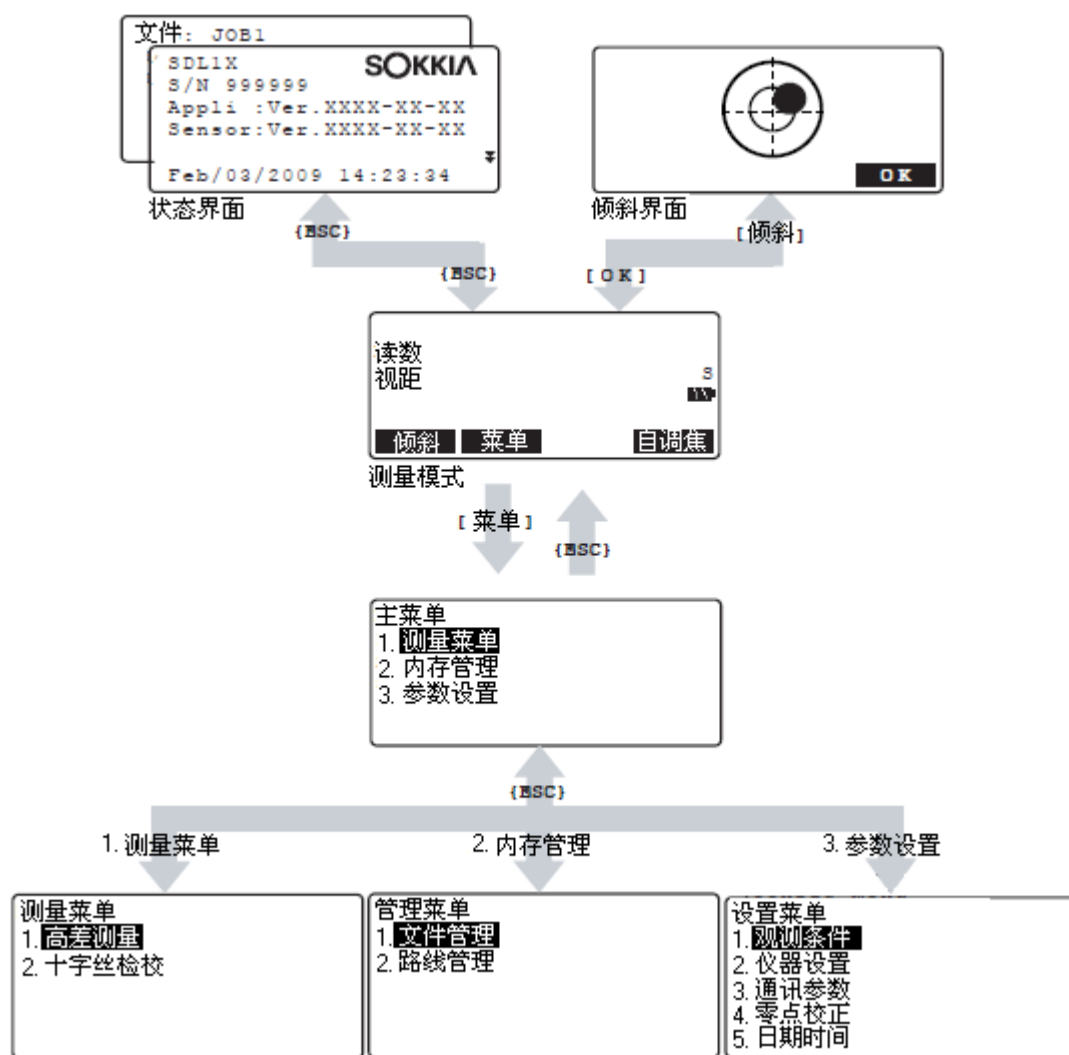 文件: JOB1
SDL1X
SOKKIA
S/N 999999
Appli :Ver.XXXX-XX-XX
Sensor:Ver.XXXX-XX-XX
Feb/03/2009 14:23:34
状态界面
OK
倾斜界面
{ESC}
[倾斜]
{ESC}
[OK]
读数
视距
S
倾斜 菜单 自调焦
测量模式
[菜单]
{ESC}
主菜单
1. 测量菜单
2. 内存管理
3. 参数设置
{ESC}
1. 测量菜单
2. 内存管理
3. 参数设置
测量菜单
1. 高差测量
2. 十字丝检校
管理菜单
1. 文件管理
2. 路线管理
设置菜单
1. 观测条件
2. 仪器设置
3. 通讯参数
4. 零点校正
5. 日期时间